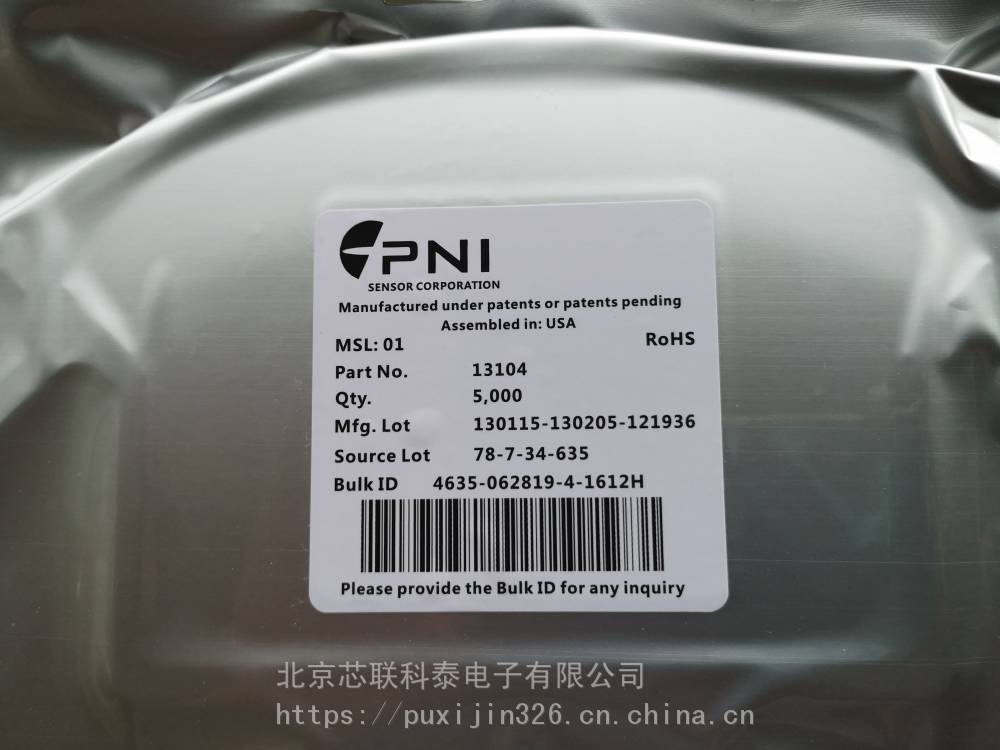 PNI
SENSOR CORPORATION
Manufactured under patents or patents pending
Assembled in: USA
MSL: 01 RoHS
Part No. 13104
Qty. 5,000
Mfg. Lot 130115-130205-121936
Source Lot 78-7-34-635
Bulk ID 4635-062819-4-1612H
Please provide the Bulk ID for any inquiry
北京芯联科泰电子有限公司
https://puxijin326.cn.china.cn